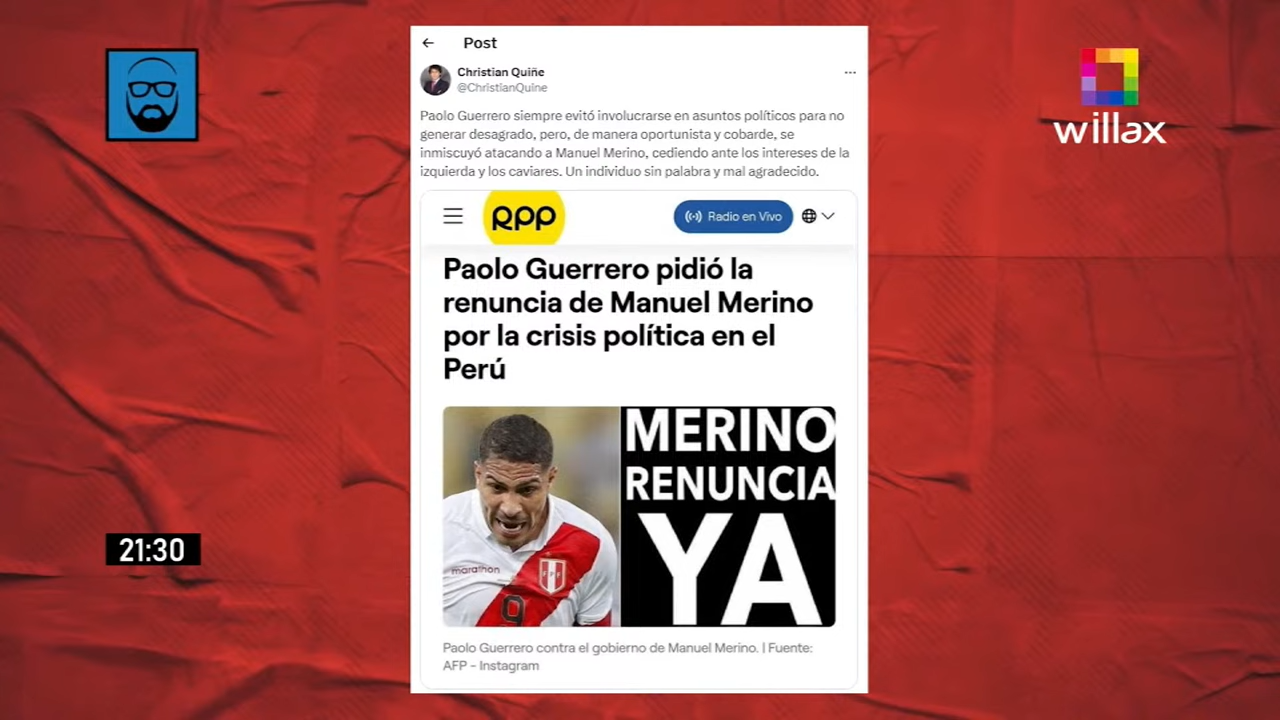 Post
Christian Quiñe
@ChristianQuine
Paolo Guerrero siempre evitó involucrarse en asuntos políticos para no
generar desagrado, pero, de manera oportunista y cobarde, se
inmiscuyó atacando a Manuel Merino, cediendo ante los intereses de la
izquierda y los caviares. Un individuo sin palabra y mal agradecido.
RPP
Radio en Vivo
Paolo Guerrero pidió la
renuncia de Manuel Merino
por la crisis política en el
Perú
marathon
FPF
9
MERINO
RENUNCIA
YA
Paolo Guerrero contra el gobierno de Manuel Merino. | Fuente:
AFP - Instagram
willax
21:30